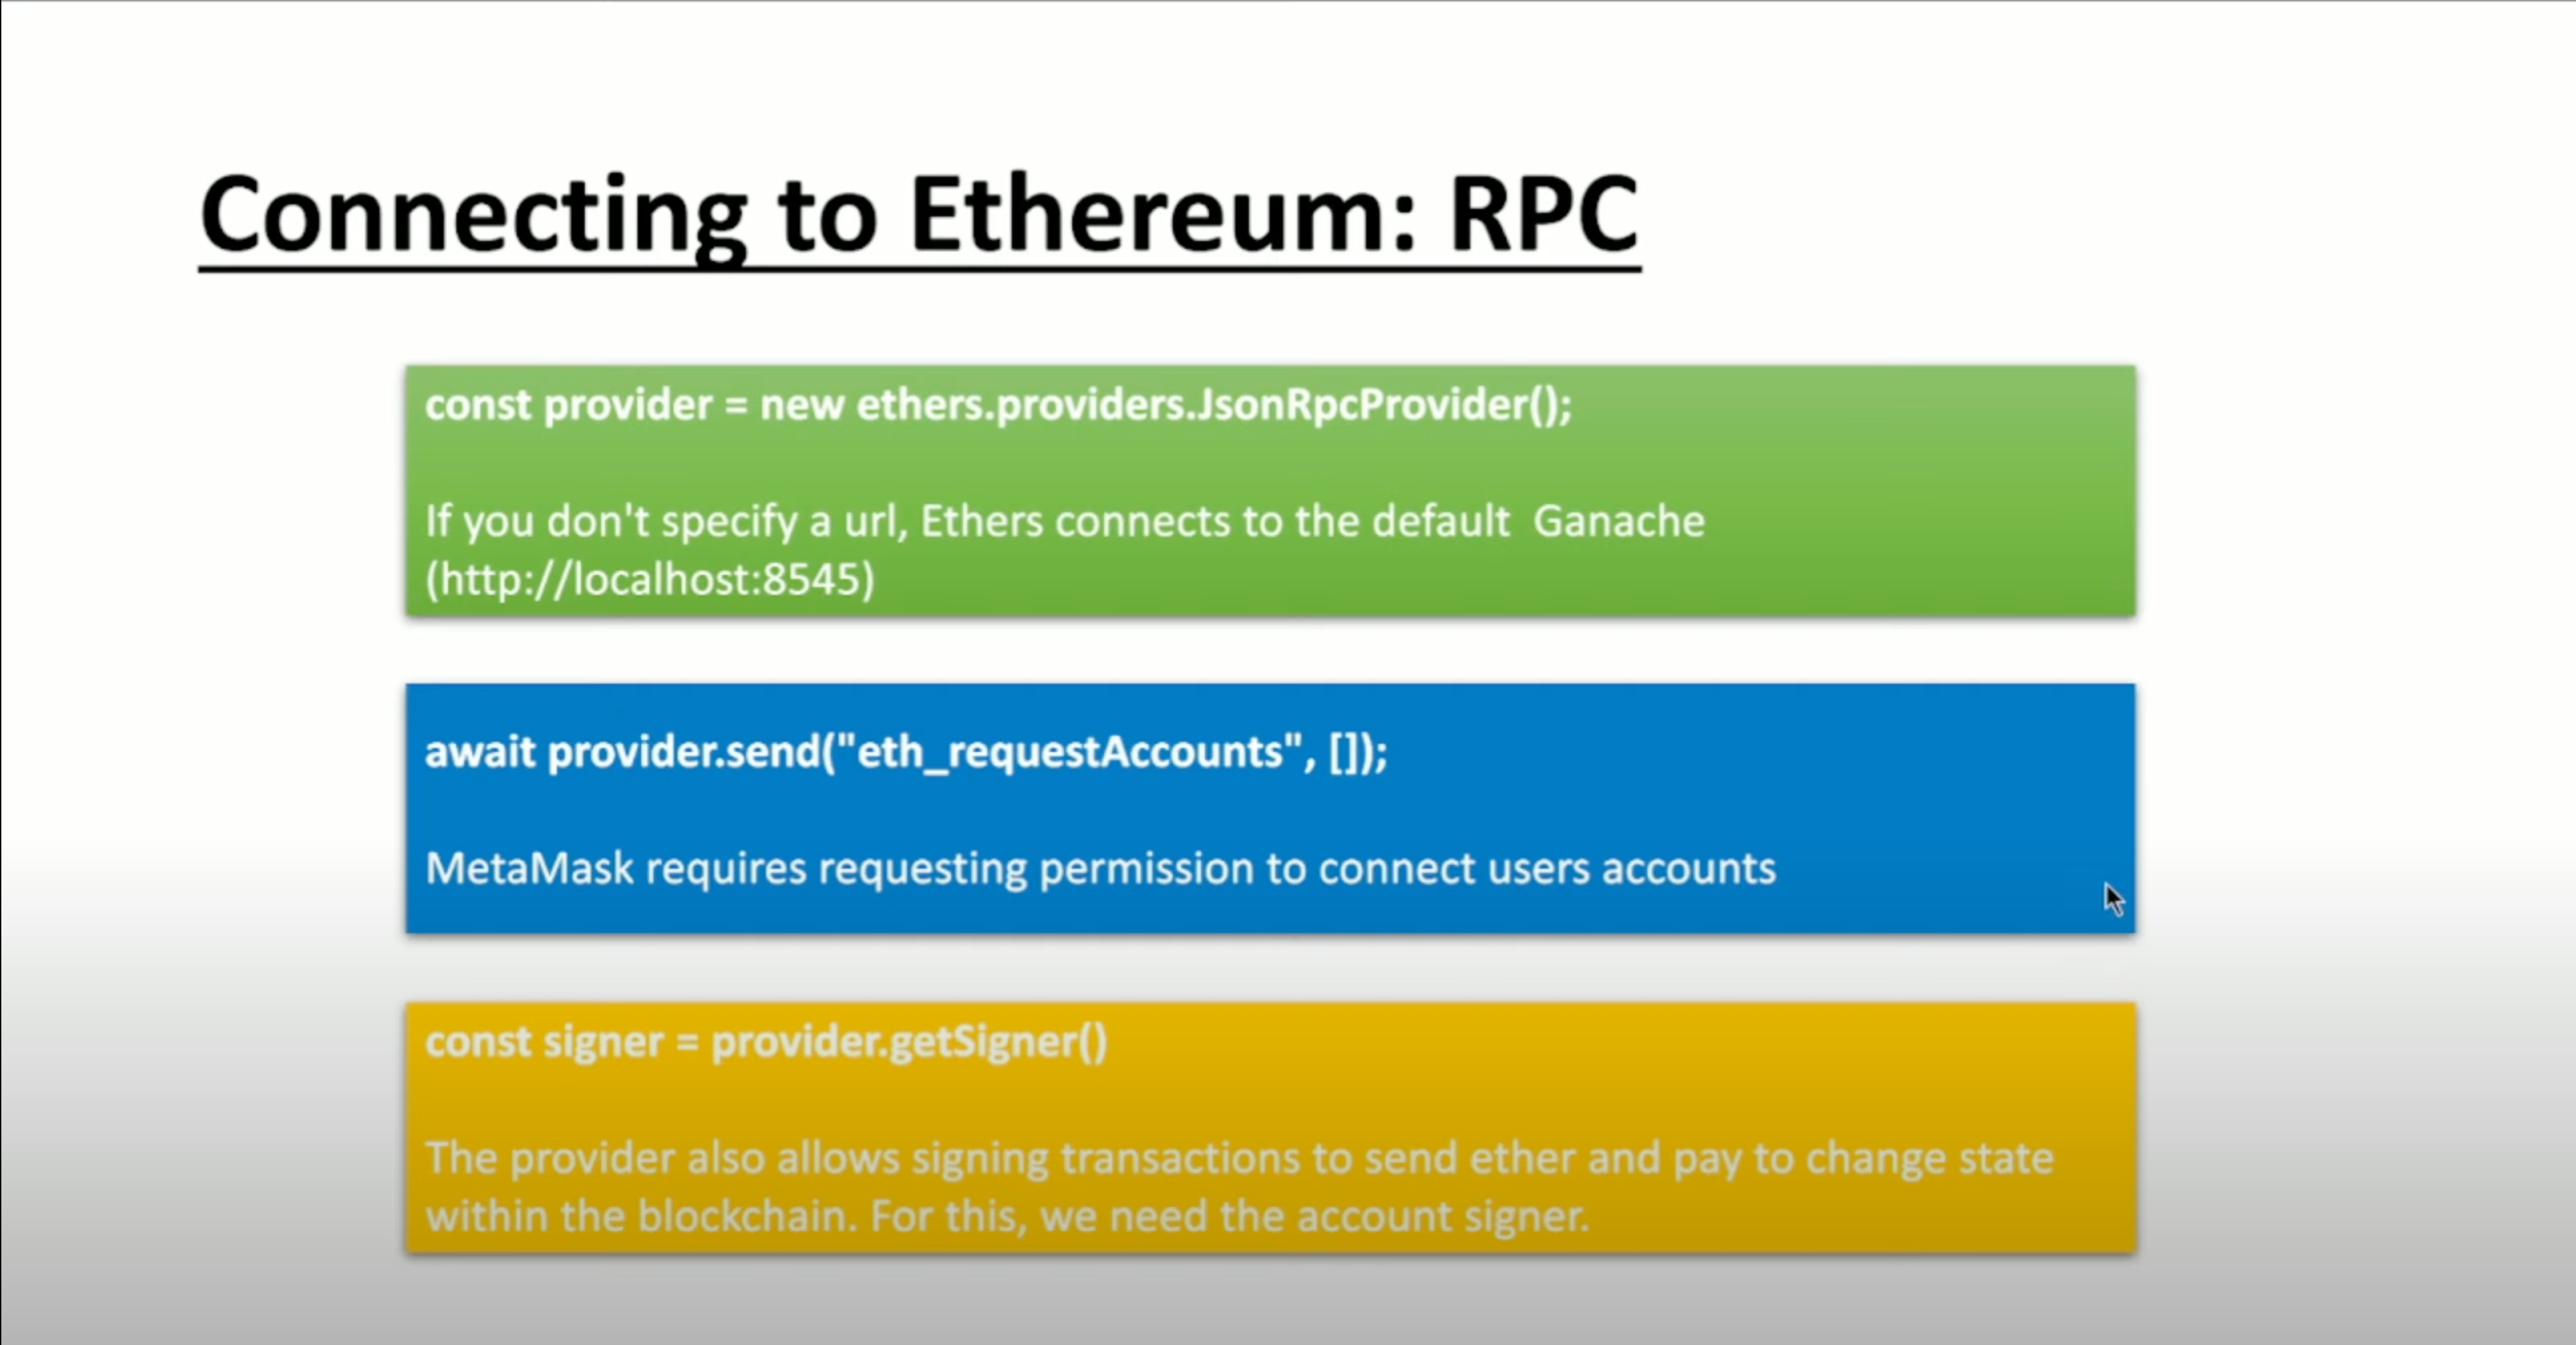 Connecting to Ethereum: RPC
const provider = new ethers.providers.JsonRpcProvider();
If you don't specify a url, Ethers connects to the default  Ganache
(http://localhost:8545)
await provider.send("eth_requestAccounts", []);
MetaMask requires requesting permission to connect users accounts
const signer = provider.getSigner()
The provider also allows signing transactions to send ether and pay to change state
within the blockchain. For this, we need the account signer.